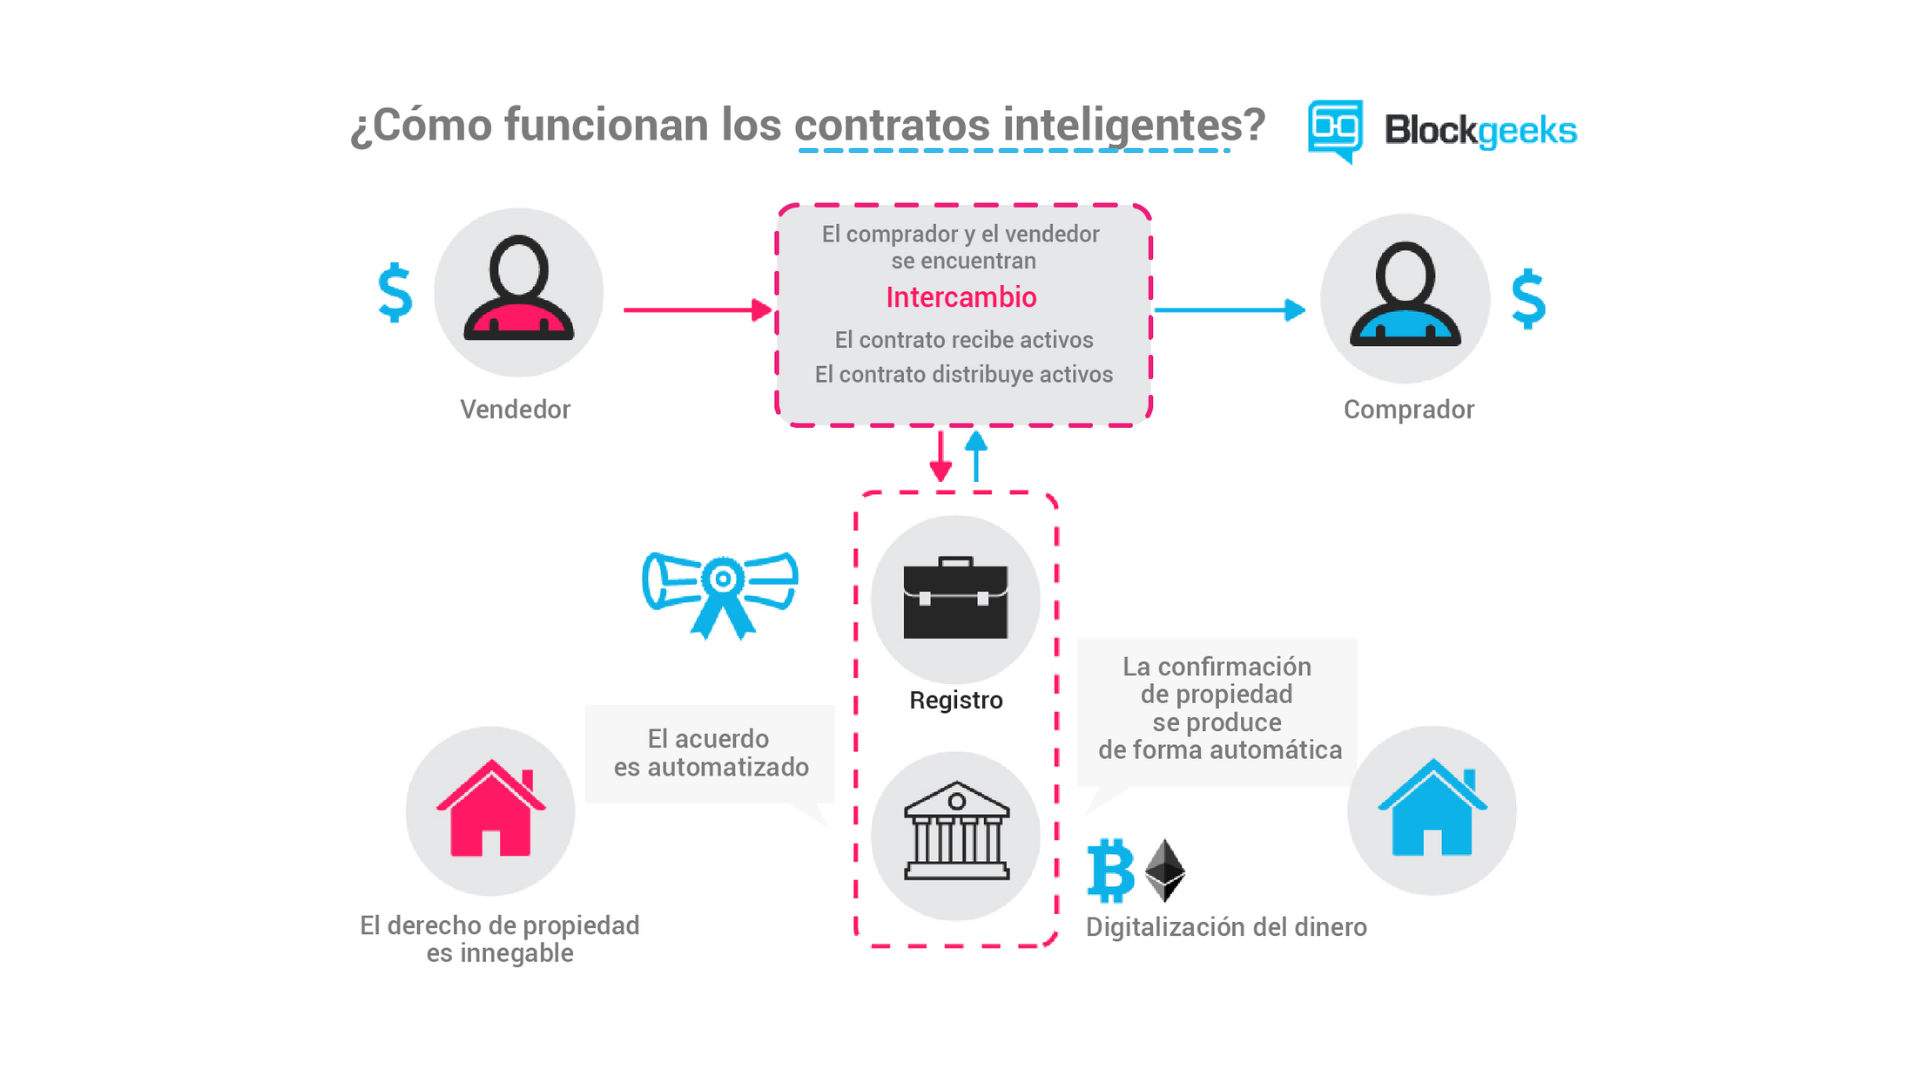 ¿Cómo funcionan los contratos inteligentes?
Blockgeeks
$
El comprador y el vendedor
se encuentran
Intercambio
El contrato recibe activos
El contrato distribuye activos
$
Vendedor
Comprador
Registro
La confirmación
de propiedad
se produce
de forma automática
El acuerdo
es automatizado
El derecho de propiedad
es innegable
Digitalización del dinero